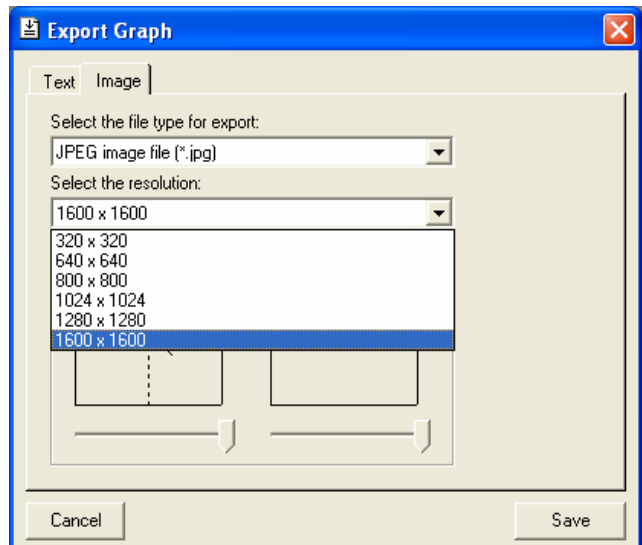 Export Graph
Text Image
Select the file type for export:
JPEG image file (*.jpg)
Select the resolution:
1600 x 1600
320 x 320
640 x 640
800 x 800
1024 x 1024
1280 x 1280
1600 x 1600
Cancel Save